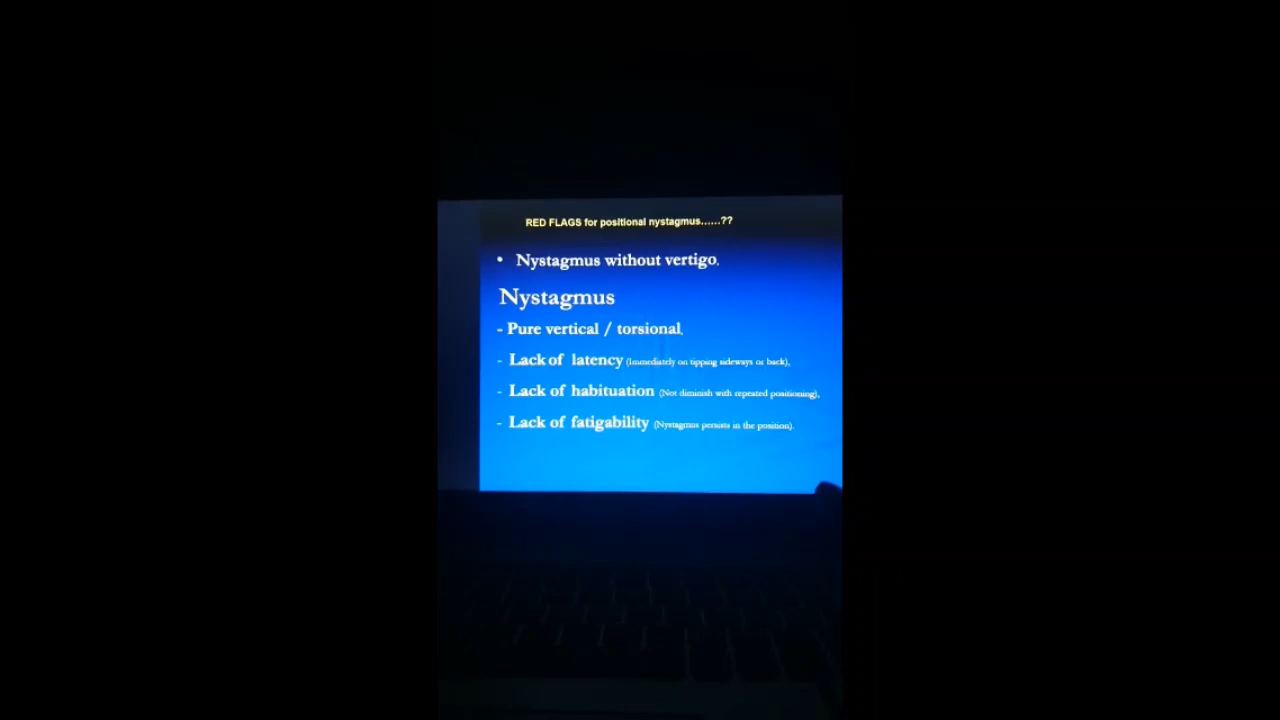 RED FLAGS for positional nystagmus......??
• Nystagmus without vertigo,
Nystagmus
- Pure vertical / torsional,
- Lack of latency (Immediately on tipping sideways or back),
- Lack of habituation (Not diminish with repeated positioning),
- Lack of fatigability (Nystagmus persists in the position).